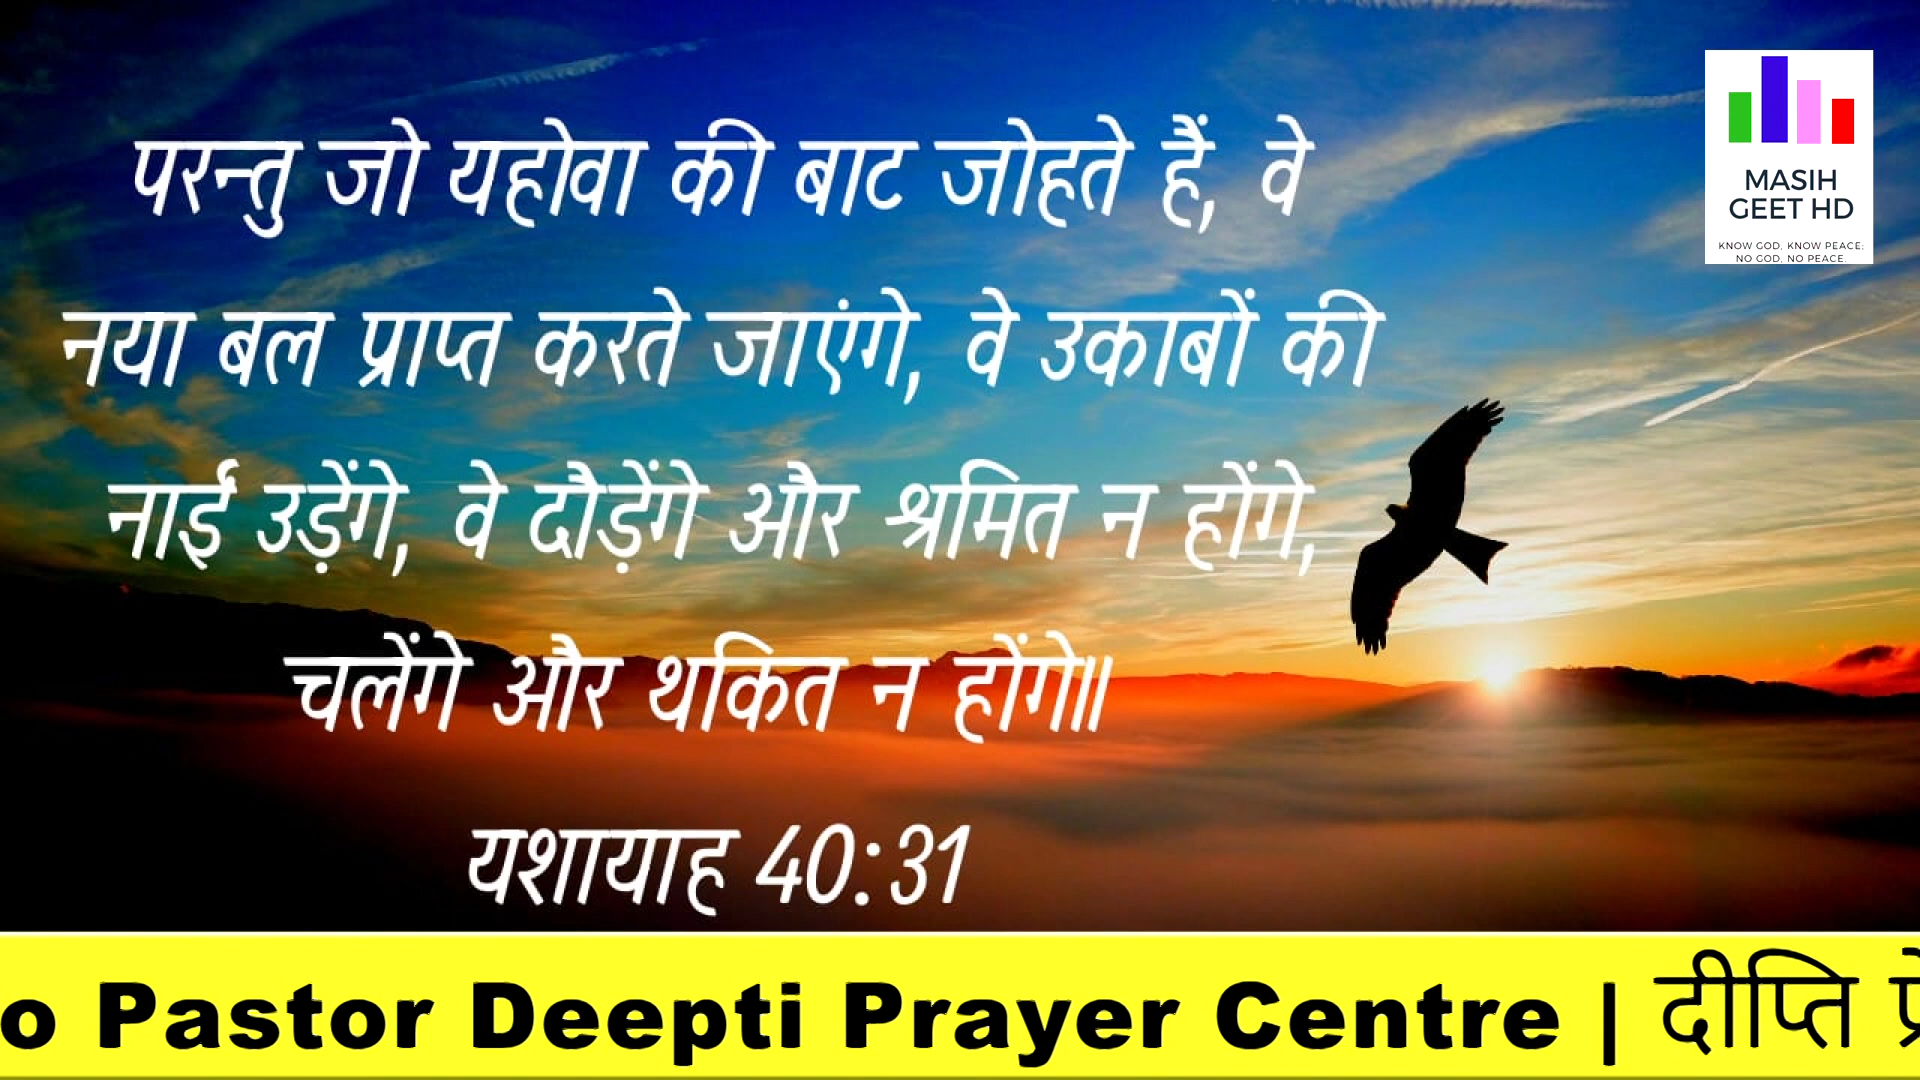 परन्तु जो यहोवा की बाट जोहते हैं, वे
नया बल प्राप्त करते जाएंगे, वे उकाबों की
नाईं उड़ेंगे, वे दौड़ेंगे और श्रमित न होंगे,
चलेंगे और थकित न होंगे॥
यशायाह 40:31
MASIH
GEET HD
KNOW GOD, KNOW PEACE;
NO GOD, NO PEACE.
o Pastor Deepti Prayer Centre | दीप्ति